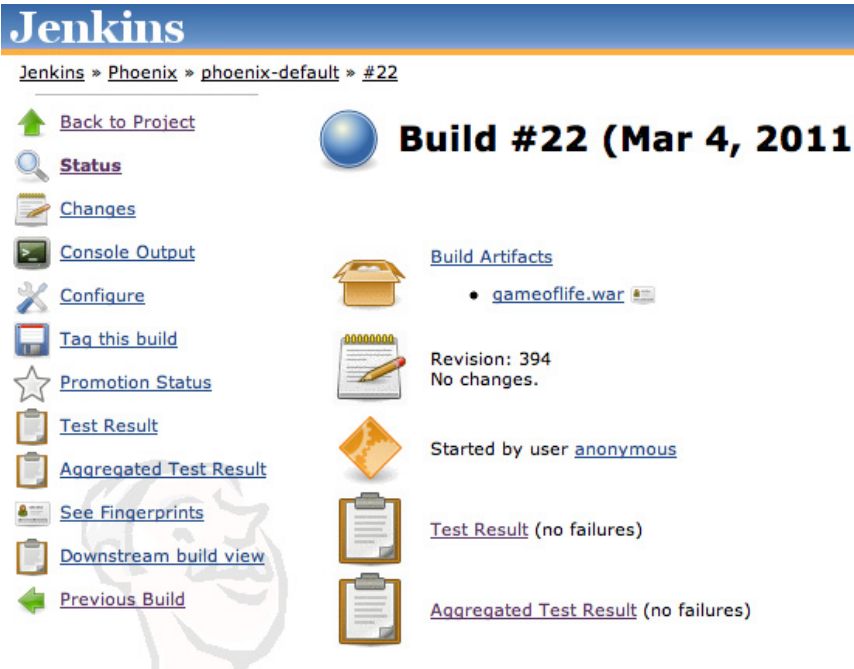 Jenkins
Jenkins » Phoenix » phoenix-default » #22
Back to Project
Status
Changes
Console Output
Configure
Tag this build
Promotion Status
Test Result
Aggregated Test Result
See Fingerprints
Downstream build view
Previous Build
Build #22 (Mar 4, 2011
Build Artifacts
• gameoflife.war
Revision: 394
No changes.
Started by user anonymous
Test Result (no failures)
Aggregated Test Result (no failures)